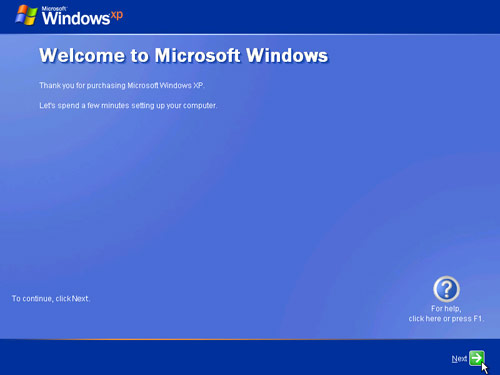 Microsoft
Windows xp
Welcome to Microsoft Windows
Thank you for purchasing Microsoft Windows XP.
Let's spend a few minutes setting up your computer.
To continue, click Next.
?
For help,
click here or press F1.
Next